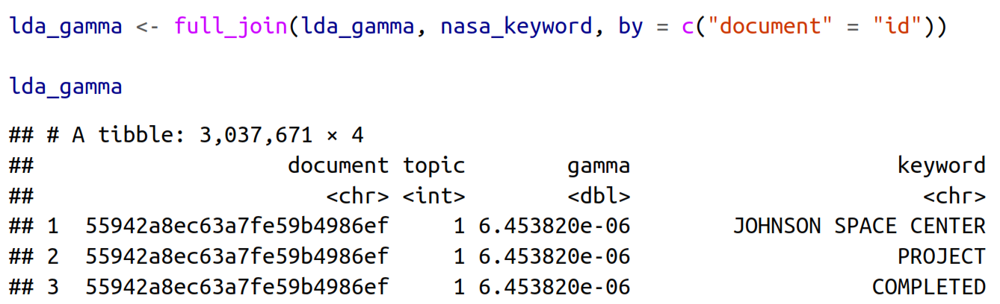 lda_gamma <- full_join(lda_gamma, nasa_keyword, by = c("document" = "id"))
lda_gamma
## # A tibble: 3,037,671 × 4
## document topic gamma keyword
## <chr> <int> <dbl> <chr>
## 1 55942a8ec63a7fe59b4986ef 1 6.453820e-06 JOHNSON SPACE CENTER
## 2 55942a8ec63a7fe59b4986ef 1 6.453820e-06 PROJECT
## 3 55942a8ec63a7fe59b4986ef 1 6.453820e-06 COMPLETED